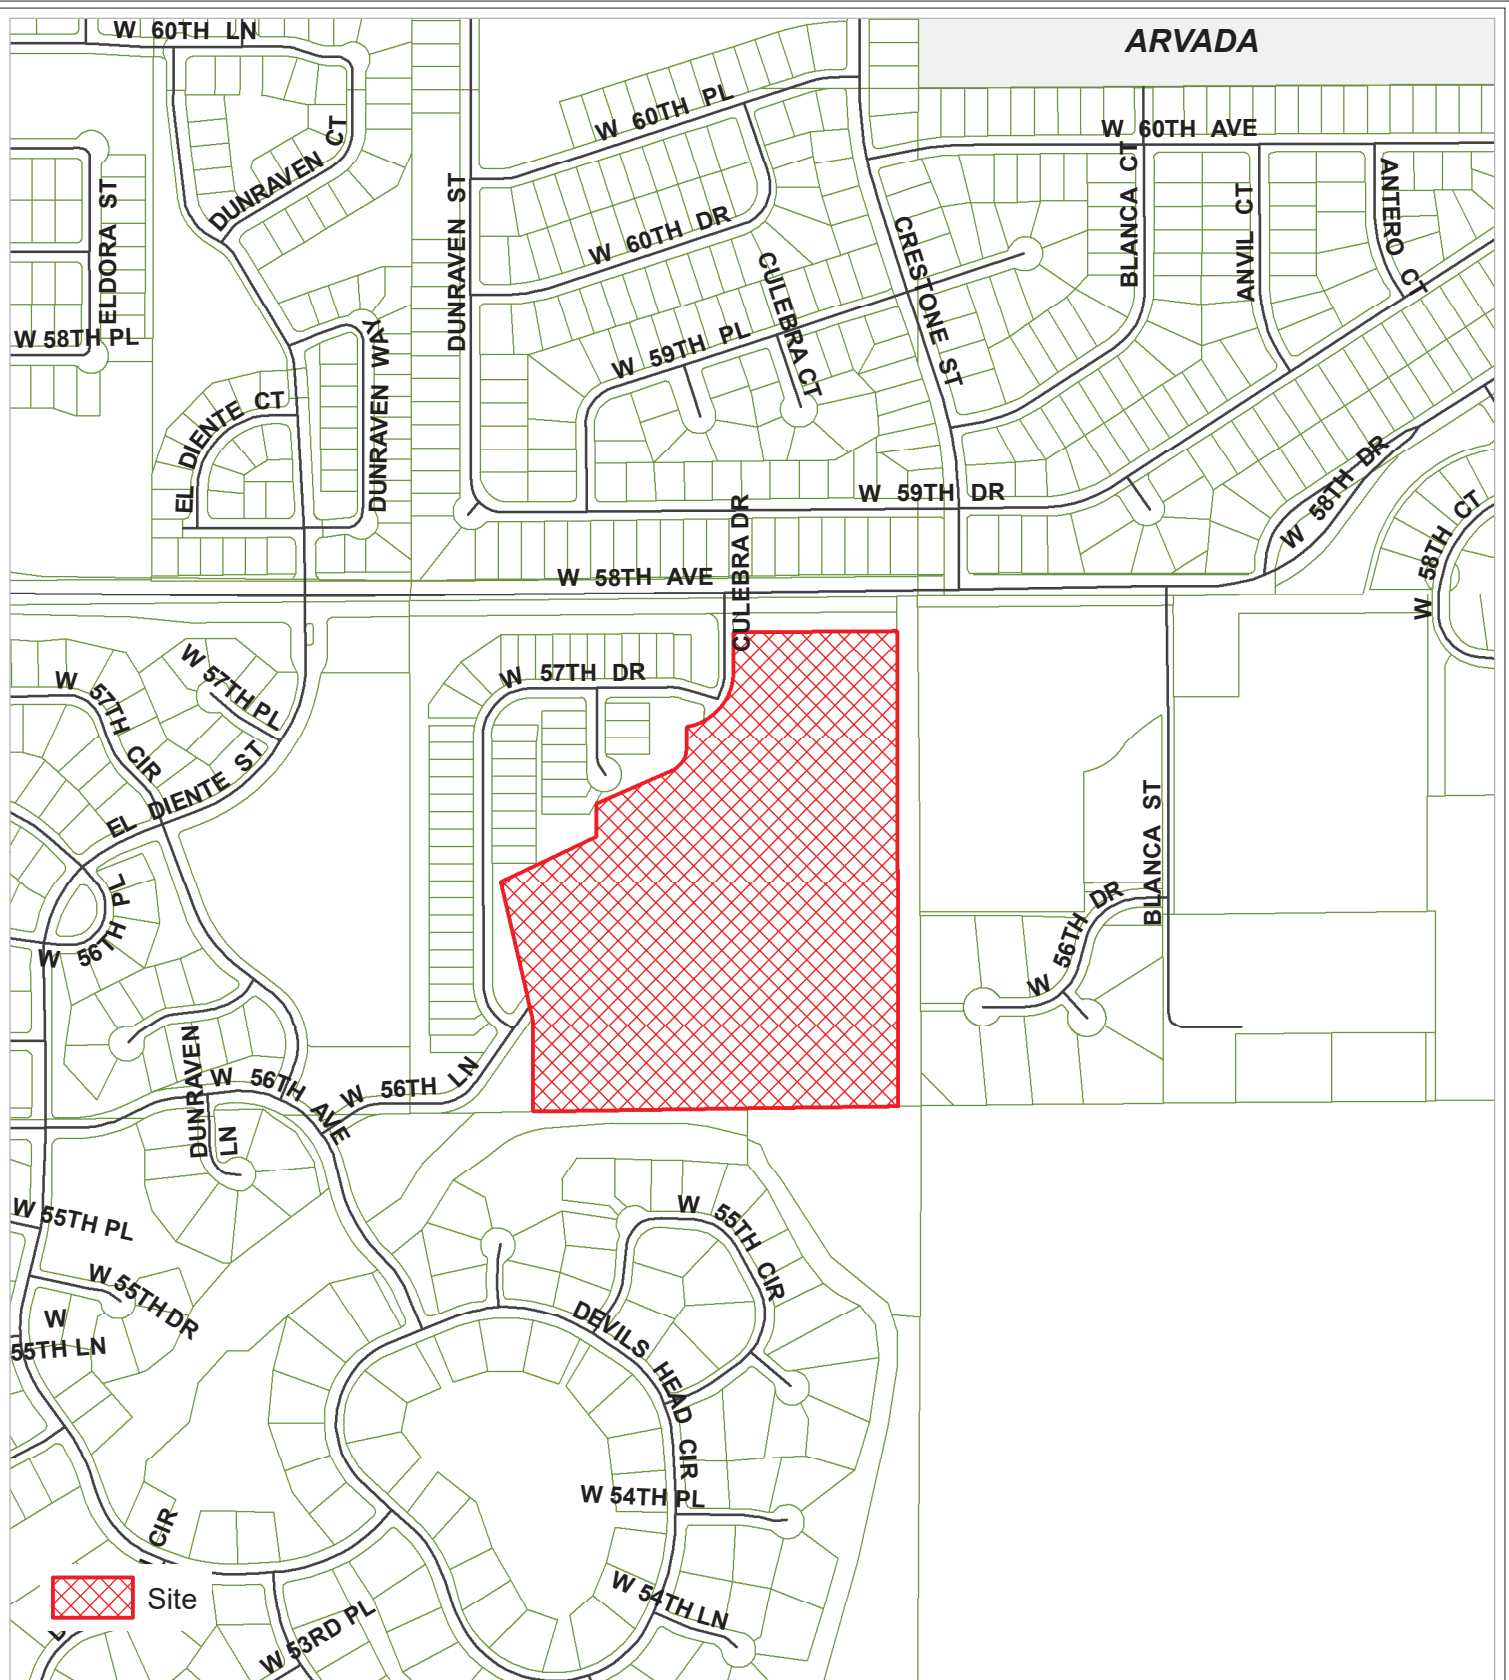 W 60TH LN
ARVADA
W 60TH PL
W 60TH AVE
DUNRAVEN CT
ELDORA ST
DUNRAVEN ST
W 60TH DR
CULEBRA CT
CRESTONE ST
BLANCA CT
ANVIL CT
ANTERO CT
W 58TH PL
DUNRAVEN WAY
W 59TH PL
EL DIENTE CT
W 59TH DR
W 58TH DR
W 58TH CT
CULEBRA DR
W 58TH AVE
W 57TH PL
W 57TH CIR
W 57TH DR
EL DIENTE ST
BLANCA ST
W 56TH PL
W 56TH DR
DUNRAVEN LN
W 56TH AVE
W 56TH LN
W 55TH PL
W 55TH DR
W 55TH LN
W 55TH CIR
DEVILS HEAD CIR
W 54TH PL
CIR
Site
W 54TH LN
W 53RD PL